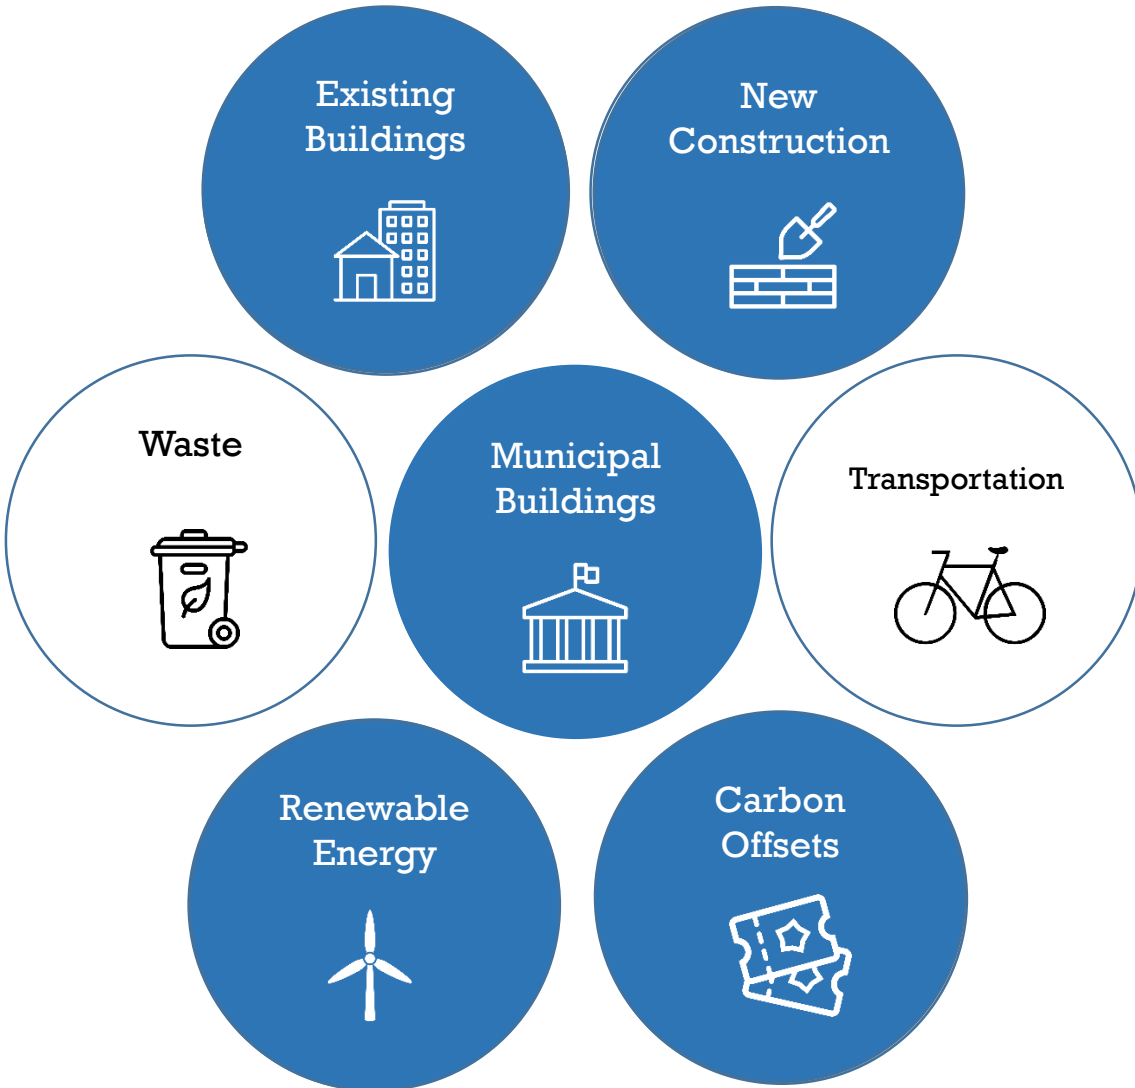 Existing
Buildings
New
Construction
Waste
Municipal
Buildings
Transportation
Renewable
Energy
Carbon
Offsets